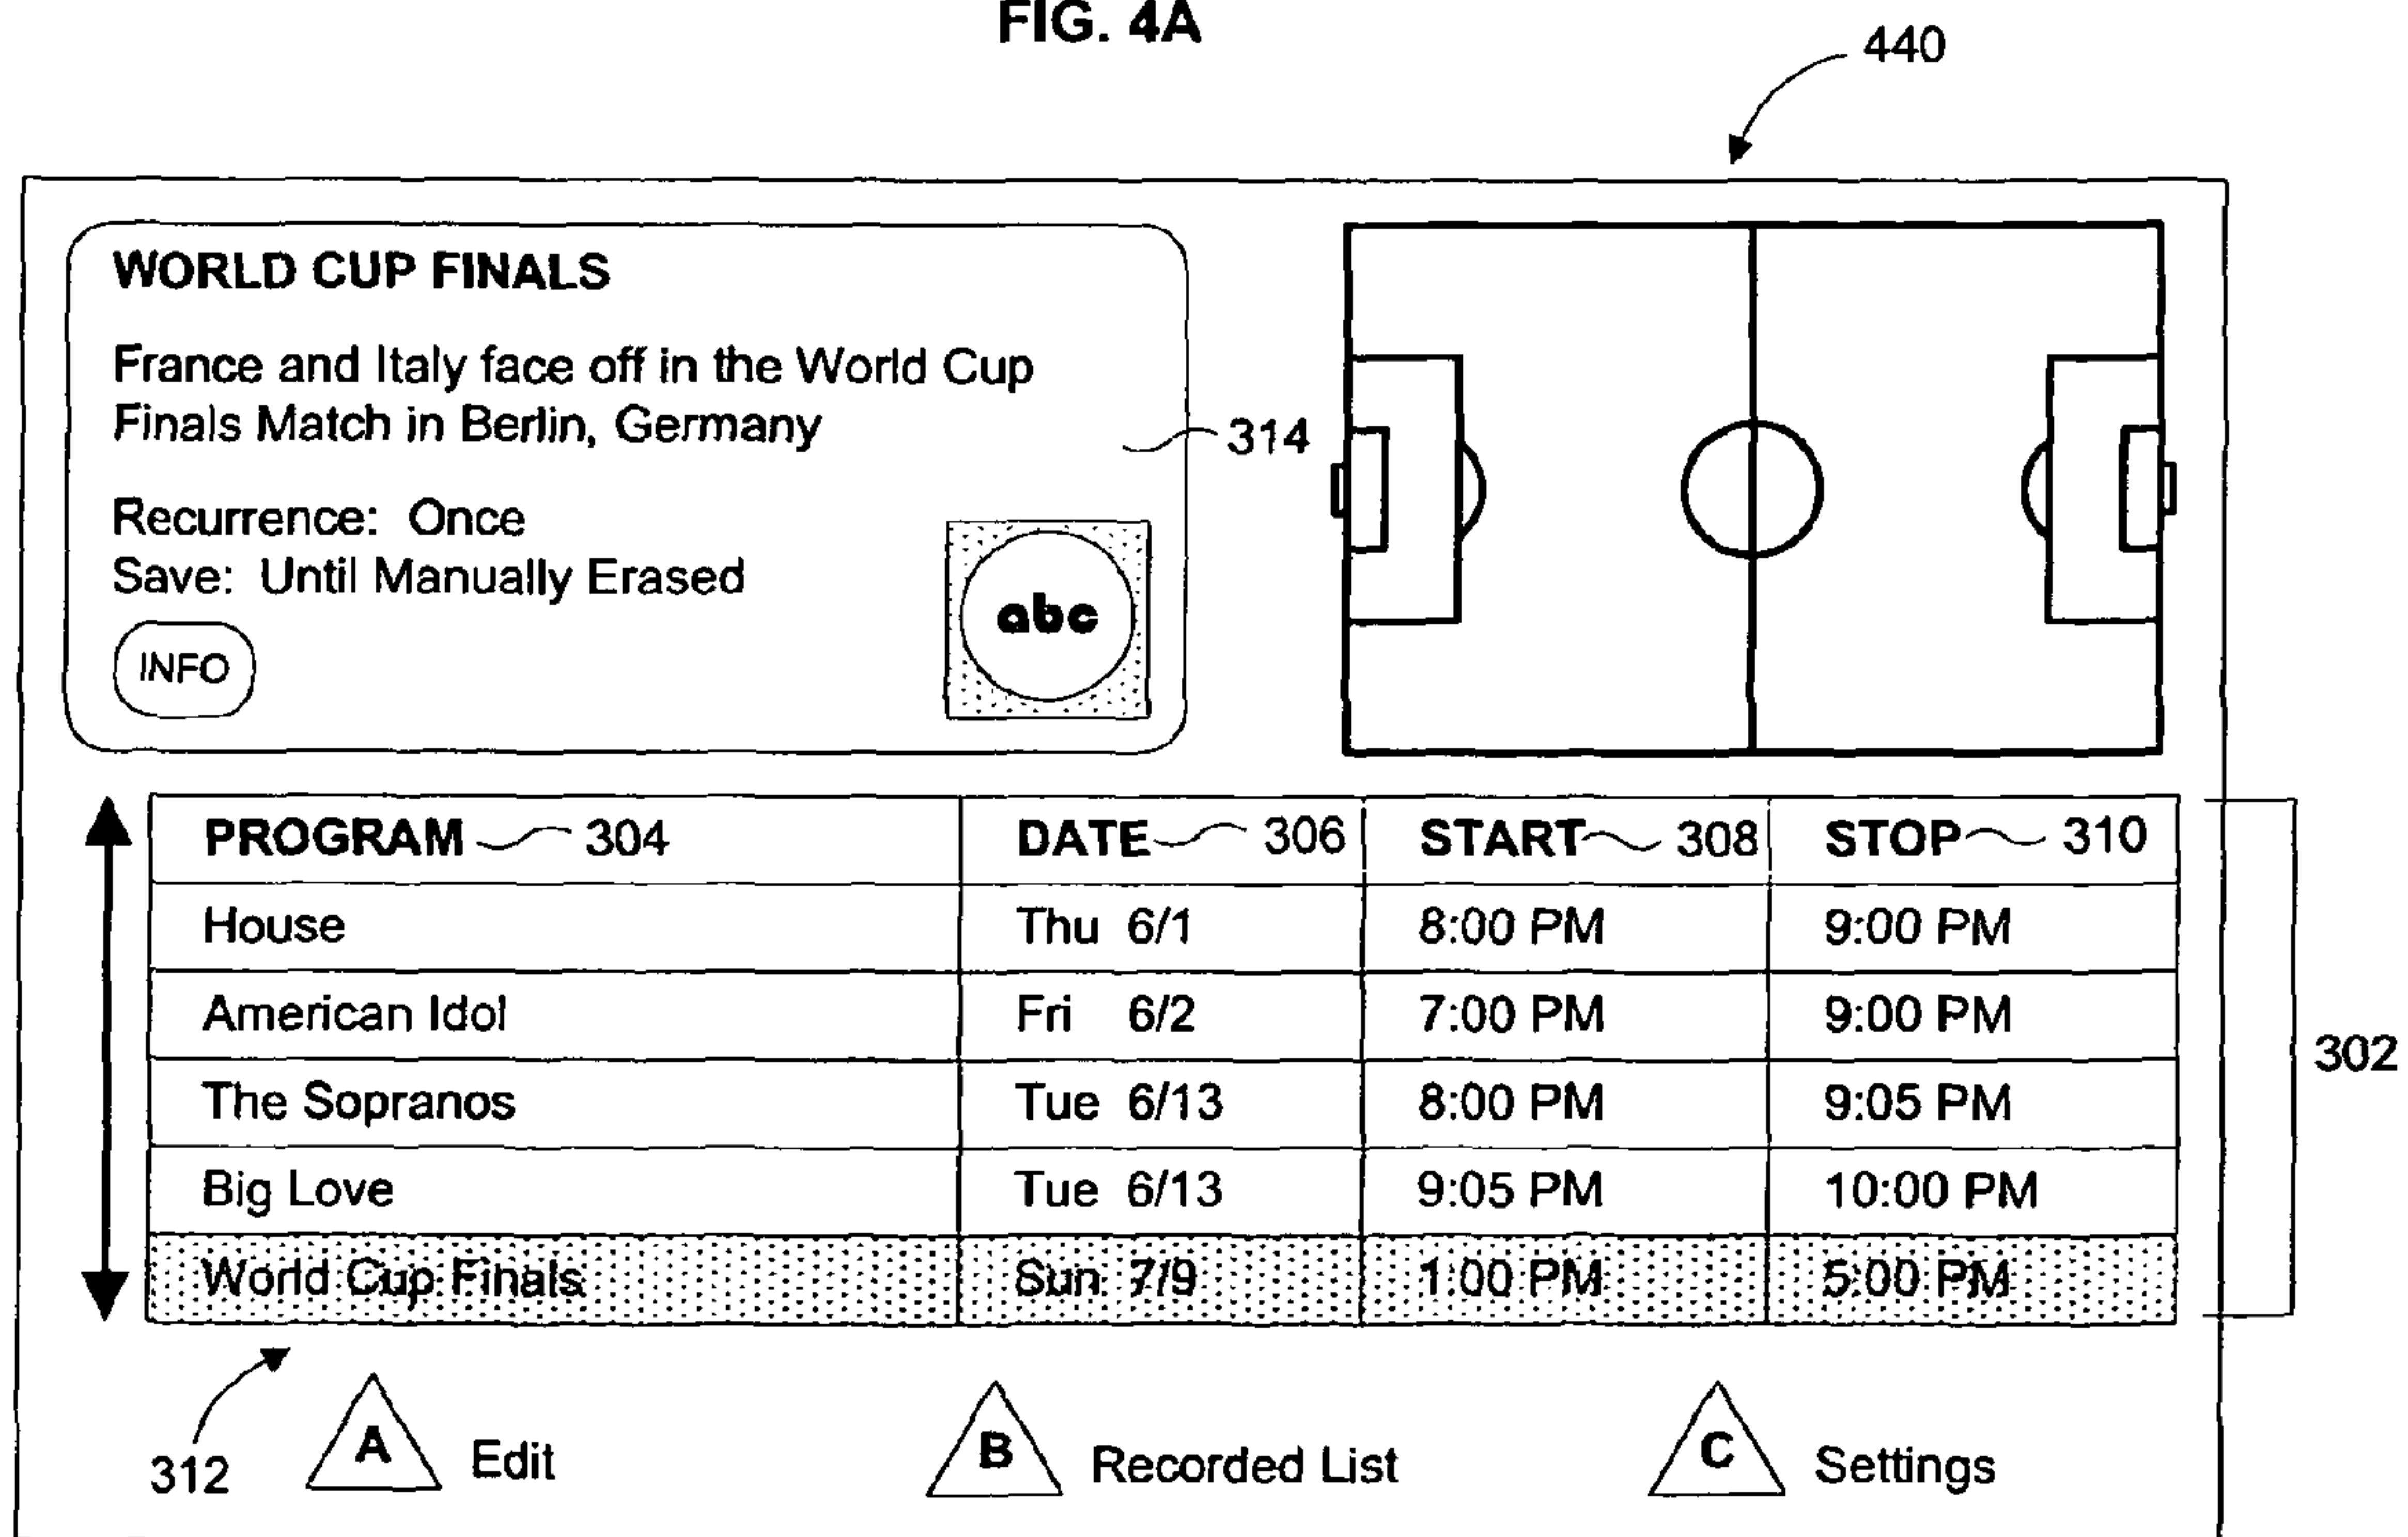 FIG. 4A
440
WORLD CUP FINALS
France and Italy face off in the World Cup
Finals Match in Berlin, Germany
314
Recurrence: Once
Save: Until Manually Erased
abc
INFO
PROGRAM 304 DATE 306 START 308 STOP 310
House Thu 6/1 8:00 PM 9:00 PM
American Idol Fri 6/2 7:00 PM 9:00 PM
302
The Sopranos Tue 6/13 8:00 PM 9:05 PM
Big Love Tue 6/13 9:05 PM 10:00 PM
World Cup Finals Sun 7/9 1:00 PM 5:00 PM
312
A Edit B Recorded List C Settings